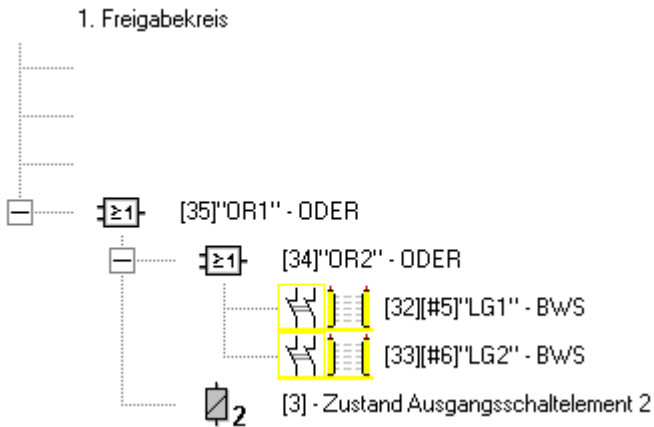 1. Freigabekreis
≥1 [35]"OR1" - ODER
≥1 [34]"OR2" - ODER
[32][#5]"LG1" - BWS
[33][#6]"LG2" - BWS
2 [3] - Zustand Ausgangsschaltelement 2